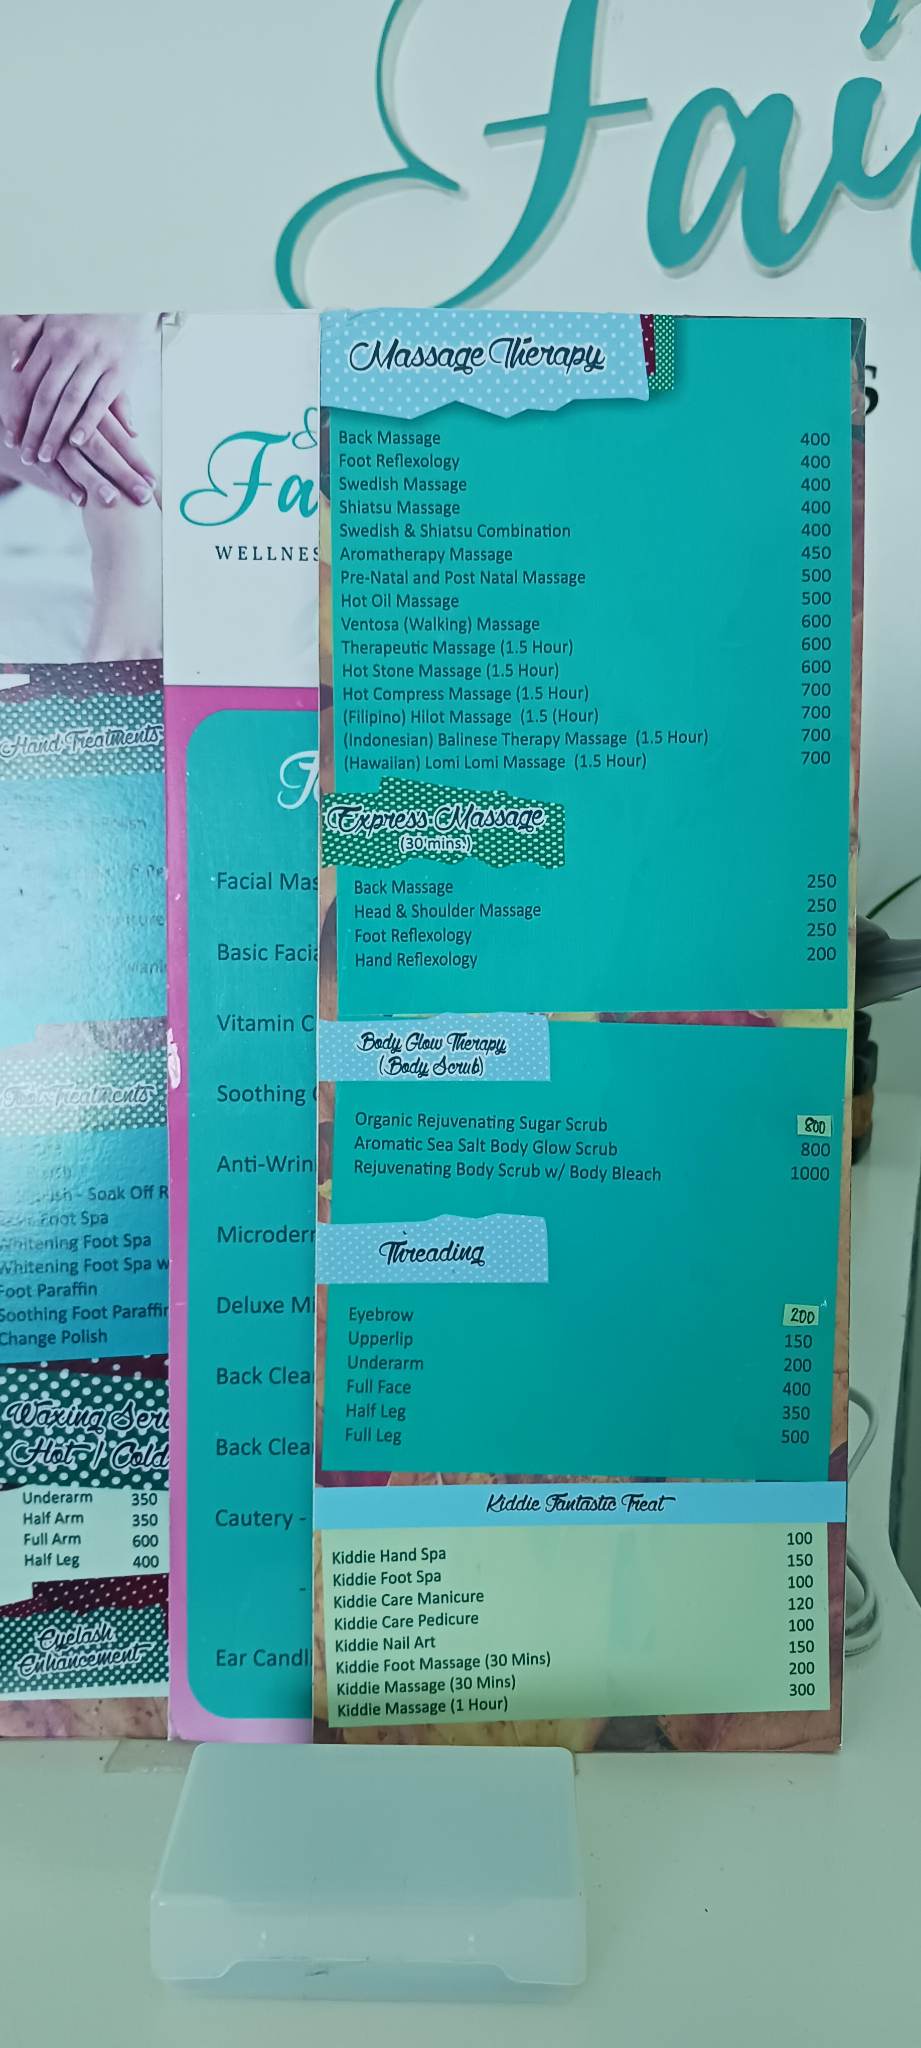 Fai
s
Hand Treatments
Foot Treatments
- Soak Off R
Foot Spa
Whitening Foot Spa
Whitening Foot Spa w
Foot Paraffin
Soothing Foot Paraffin
Change Polish
Waxing Ser
Hot / Cold
Underarm 350
Half Arm 350
Full Arm 600
Half Leg 400
Eyelash
Enhancement
&
Fa
WELLNES
Facial Mas
Basic Facia
Vitamin C
Soothing
Anti-Wrin
Microderm
Deluxe Mi
Back Clea
Back Clea
Cautery -
-
Ear Candl
Massage Therapy
Back Massage 400
Foot Reflexology 400
Swedish Massage 400
Shiatsu Massage 400
Swedish & Shiatsu Combination 400
Aromatherapy Massage 450
Pre-Natal and Post Natal Massage 500
Hot Oil Massage 500
Ventosa (Walking) Massage 600
Therapeutic Massage (1.5 Hour) 600
Hot Stone Massage (1.5 Hour) 600
Hot Compress Massage (1.5 Hour) 700
(Filipino) Hilot Massage (1.5 (Hour) 700
(Indonesian) Balinese Therapy Massage (1.5 Hour) 700
(Hawaiian) Lomi Lomi Massage (1.5 Hour) 700
Express Massage
(30 mins.)
Back Massage 250
Head & Shoulder Massage 250
Foot Reflexology 250
Hand Reflexology 200
Body Glow Therapy
(Body Scrub)
Organic Rejuvenating Sugar Scrub 800
Aromatic Sea Salt Body Glow Scrub 800
Rejuvenating Body Scrub w/ Body Bleach 1000
Threading
Eyebrow 200
Upperlip 150
Underarm 200
Full Face 400
Half Leg 350
Full Leg 500
Kiddie Fantastic Treat
Kiddie Hand Spa 100
Kiddie Foot Spa 150
Kiddie Care Manicure 100
Kiddie Care Pedicure 120
Kiddie Nail Art 100
Kiddie Foot Massage (30 Mins) 150
Kiddie Massage (30 Mins) 200
Kiddie Massage (1 Hour) 300